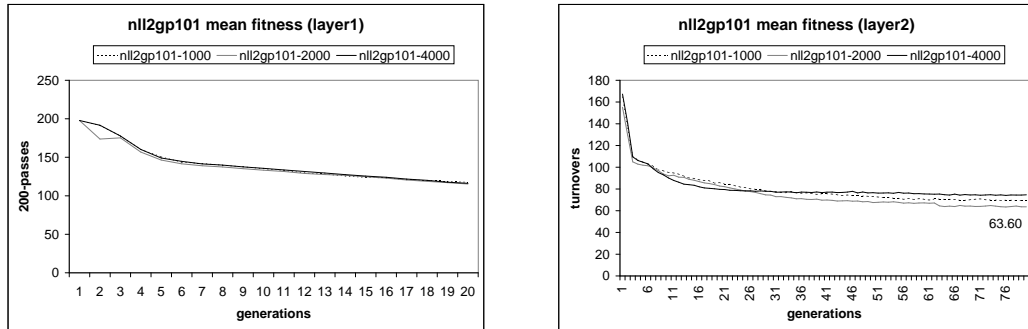 nll2gp101 mean fitness (layer1)
nll2gp101-1000 nll2gp101-2000 nll2gp101-4000
250
200
150
100
50
0
200-passes
1 2 3 4 5 6 7 8 9 10 11 12 13 14 15 16 17 18 19 20
generations
nll2gp101 mean fitness (layer2)
nll2gp101-1000 nll2gp101-2000 nll2gp101-4000
180
160
140
120
100
80
60
40
20
0
turnovers
63.60
1 6 11 16 21 26 31 36 41 46 51 56 61 66 71 76
generations